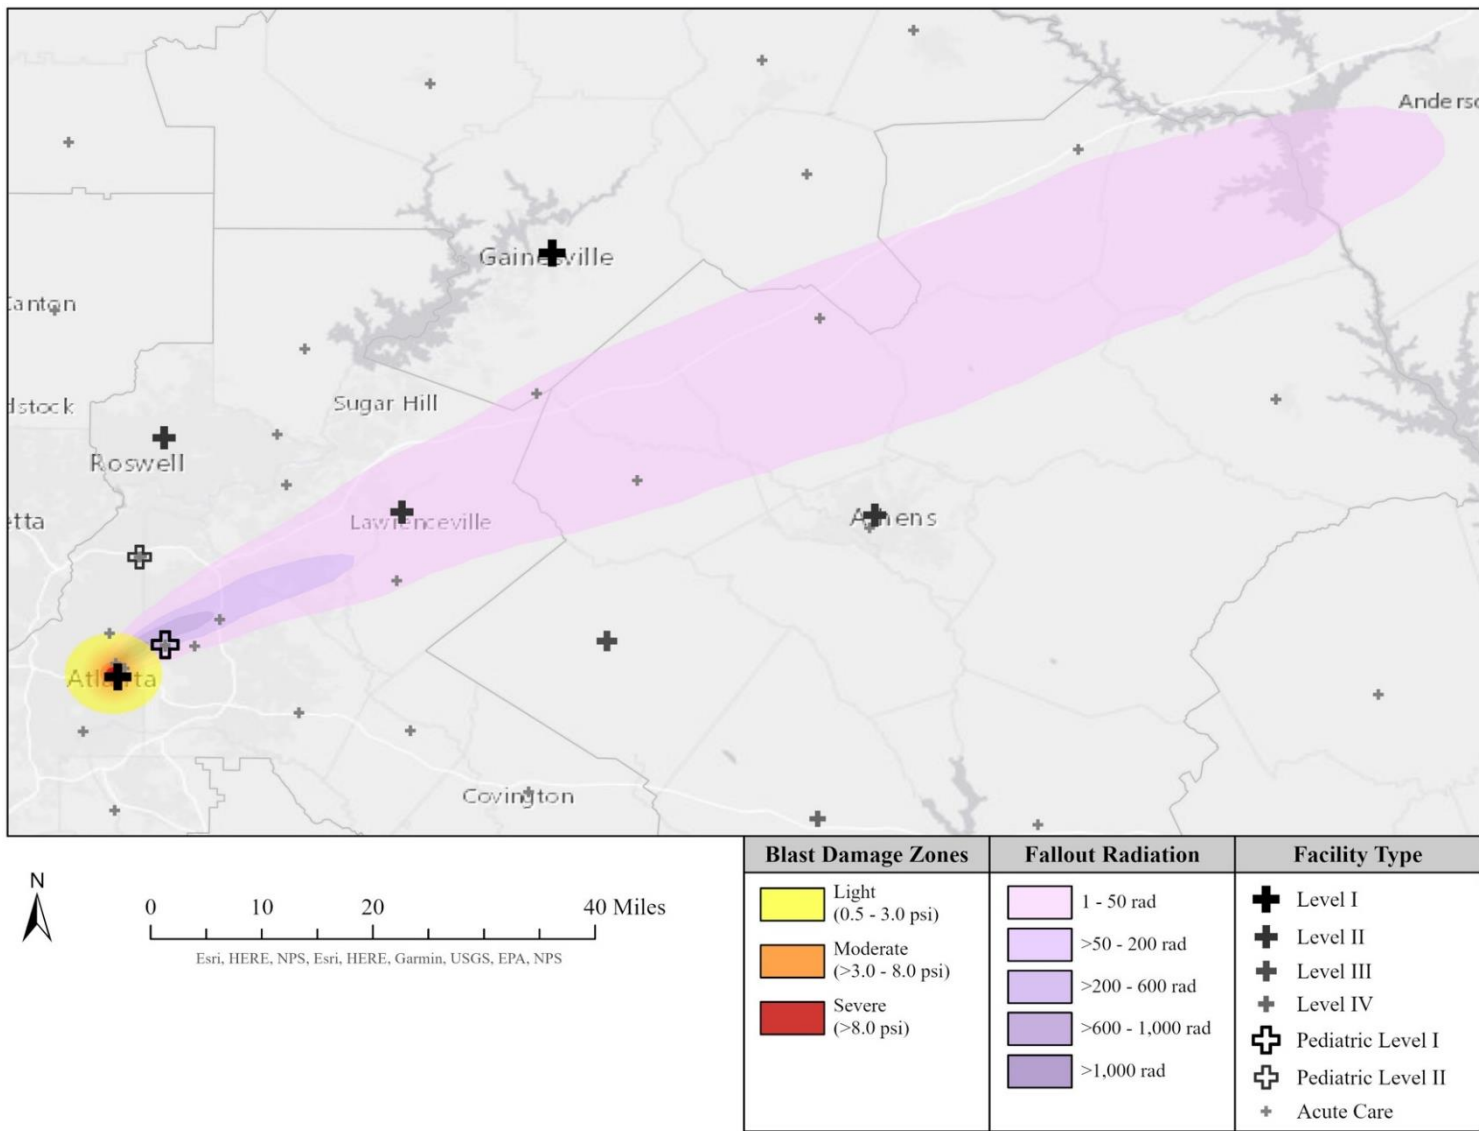 Anders
Gainesville
Canton
dstock
Sugar Hill
Roswell
etta
Lawrenceville
Athens
Atlanta
Covington
N
0 10 20 40 Miles
Esri, HERE, NPS, Esri, HERE, Garmin, USGS, EPA, NPS
Blast Damage Zones
Light
(0.5 - 3.0 psi)
Moderate
(>3.0 - 8.0 psi)
Severe
(>8.0 psi)
Fallout Radiation
1 - 50 rad
>50 - 200 rad
>200 - 600 rad
>600 - 1,000 rad
>1,000 rad
Facility Type
Level I
Level II
Level III
Level IV
Pediatric Level I
Pediatric Level II
Acute Care